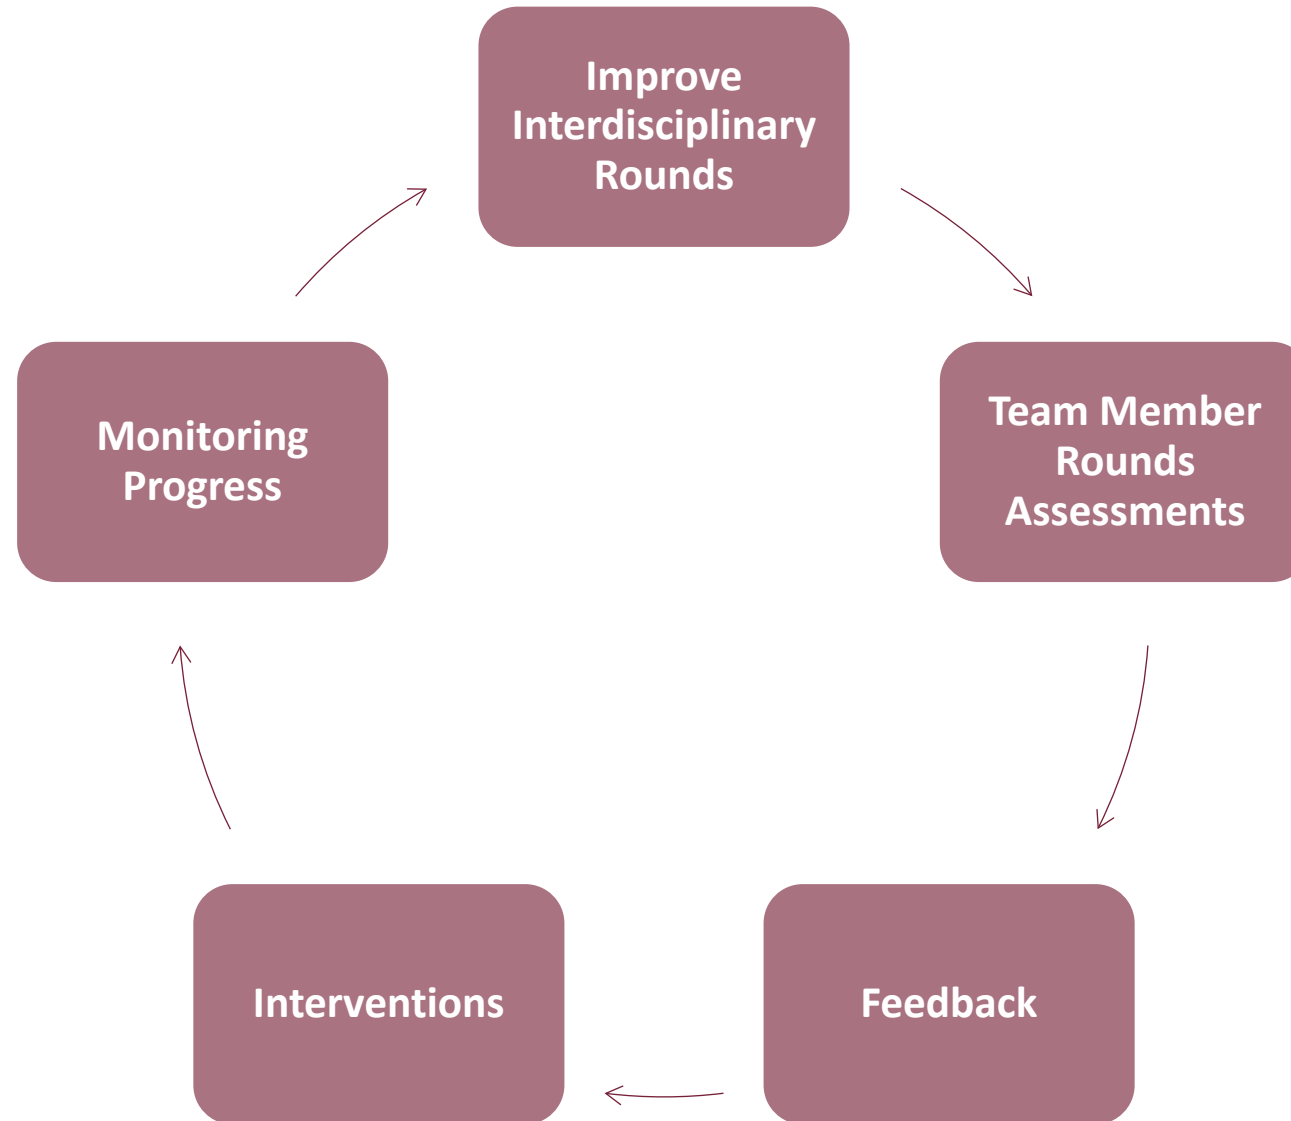 Improve
Interdisciplinary
Rounds
Team Member
Rounds
Assessments
Feedback
Interventions
Monitoring
Progress